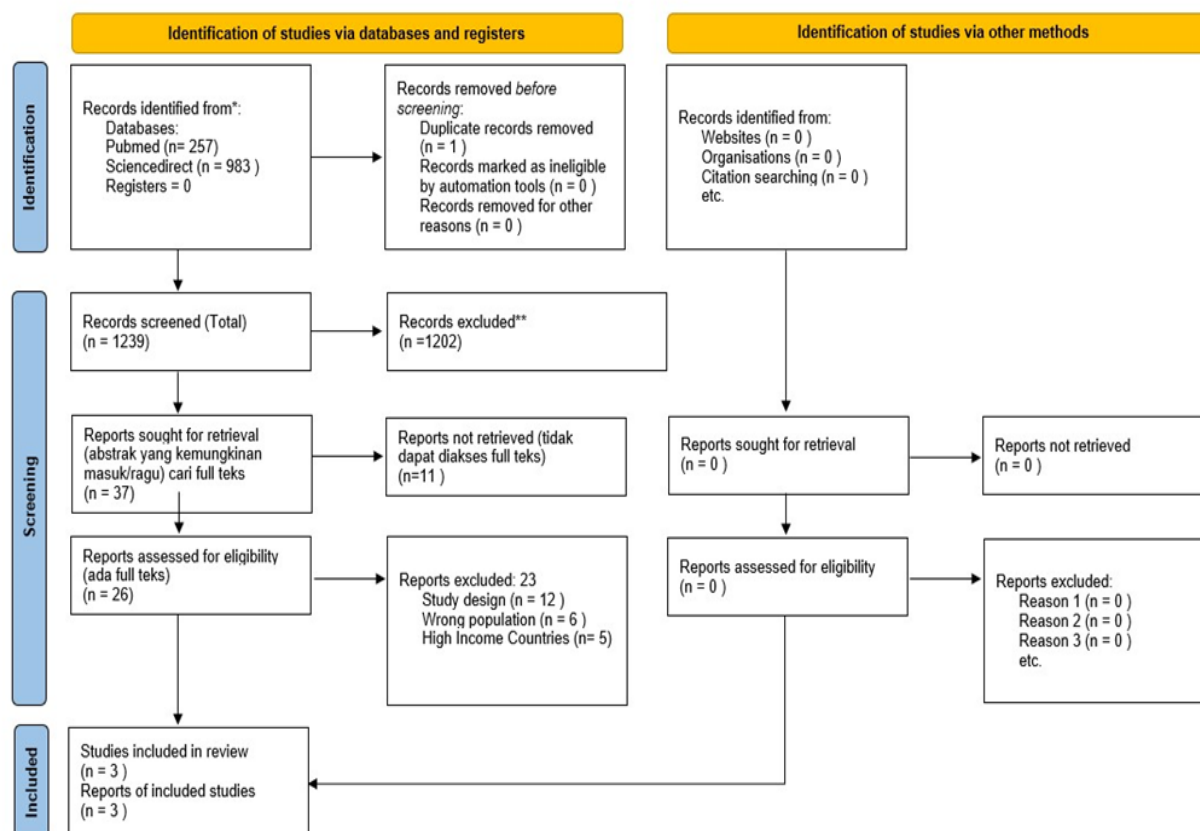 Identification of studies via databases and registers
Identification of studies via other methods
Identification
Records identified from*:
Databases:
Pubmed (n= 257)
Sciencedirect (n = 983 )
Registers = 0
Records removed before
screening:
Duplicate records removed
(n = 1 )
Records marked as ineligible
by automation tools (n = 0 )
Records removed for other
reasons (n = 0 )
Records identified from:
Websites (n = 0 )
Organisations (n = 0 )
Citation searching (n = 0 )
etc.
Screening
Records screened (Total)
(n = 1239)
Records excluded**
(n =1202)
Reports sought for retrieval
(abstrak yang kemungkinan
masuk/ragu) cari full teks
(n = 37)
Reports not retrieved (tidak
dapat diakses full teks)
(n=11 )
Reports sought for retrieval
(n = 0 )
Reports not retrieved
(n = 0 )
Reports assessed for eligibility
(ada full teks)
(n = 26)
Reports excluded: 23
Study design (n = 12 )
Wrong population (n = 6 )
High Income Countries (n= 5)
Reports assessed for eligibility
(n = 0 )
Reports excluded:
Reason 1 (n = 0 )
Reason 2 (n = 0 )
Reason 3 (n = 0 )
etc.
Included
Studies included in review
(n = 3 )
Reports of included studies
(n = 3 )